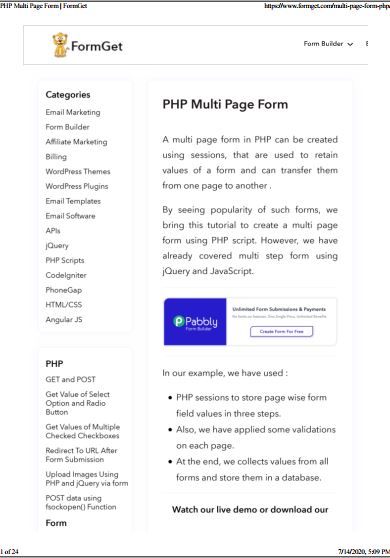 PHP Multi Page Form | FormGet
https://www.formget.com/multi-page-form-php/
FormGet
Form Builder
Categories
Email Marketing
Form Builder
Affiliate Marketing
Billing
WordPress Themes
WordPress Plugins
Email Templates
Email Software
APIs
jQuery
PHP Scripts
CodeIgniter
PhoneGap
HTML/CSS
Angular JS
PHP
GET and POST
Get Value of Select
Option and Radio
Button
Get Values of Multiple
Checked Checkboxes
Redirect To URL After
Form Submission
Upload Images Using
PHP and jQuery via form
POST data using
fsockopen() Function
Form
PHP Multi Page Form
A multi page form in PHP can be created
using sessions, that are used to retain
values of a form and can transfer them
from one page to another .
By seeing popularity of such forms, we
bring this tutorial to create a multi page
form using PHP script. However, we have
already covered multi step form using
jQuery and JavaScript.
Pabbly
Form Builder
Unlimited Form Submissions & Payments
Create Form For Free
In our example, we have used :
• PHP sessions to store page wise form
field values in three steps.
• Also, we have applied some validations
on each page.
• At the end, we collects values from all
forms and store them in a database.
Watch our live demo or download our
1 of 24
7/14/2020, 5:09 PM